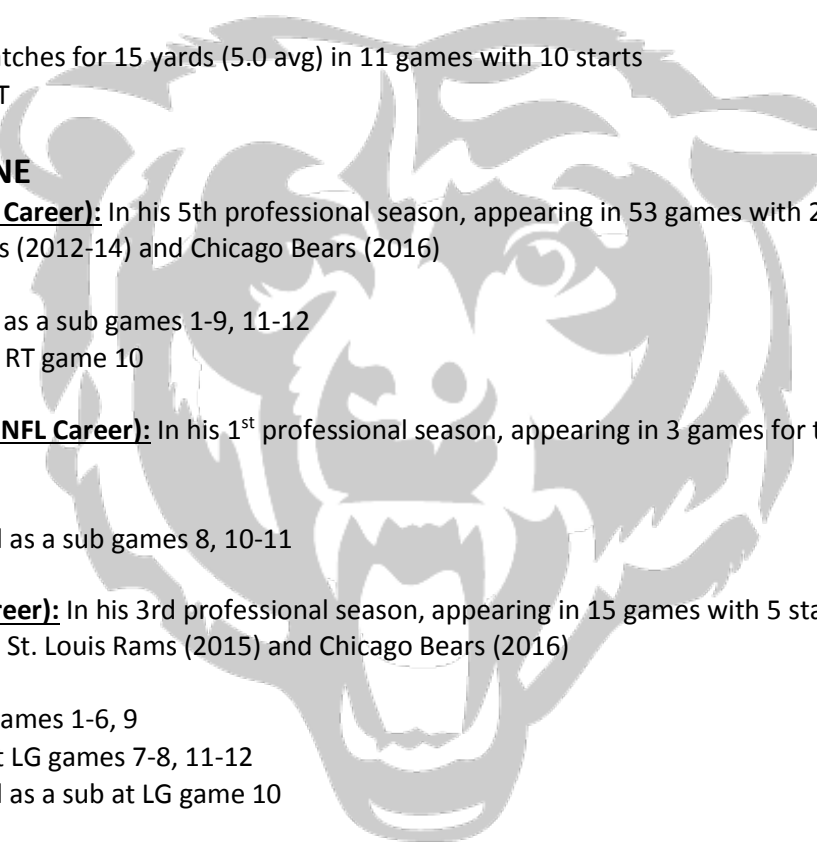 tches for 15 yards (5.0 avg) in 11 games with 10 starts
T
NE
Career): In his 5th professional season, appearing in 53 games with 2
s (2012-14) and Chicago Bears (2016)
as a sub games 1-9, 11-12
RT game 10
NFL Career): In his 1st professional season, appearing in 3 games for t
l as a sub games 8, 10-11
reer): In his 3rd professional season, appearing in 15 games with 5 sta
St. Louis Rams (2015) and Chicago Bears (2016)
ames 1-6, 9
t LG games 7-8, 11-12
l as a sub at LG game 10